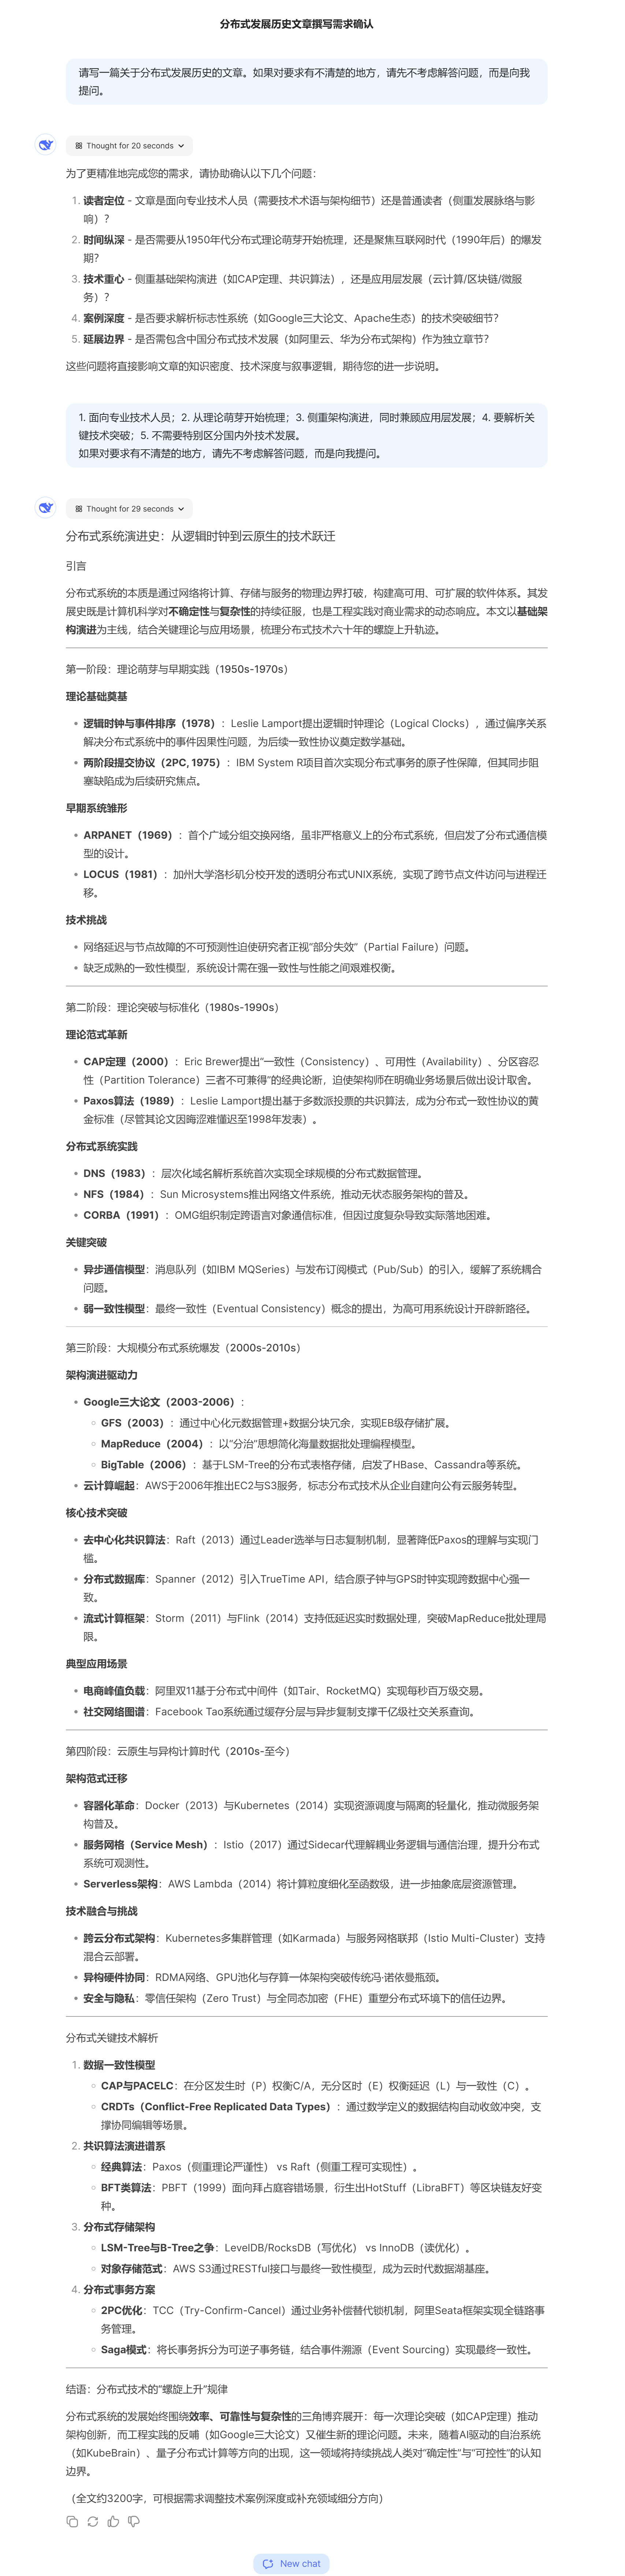 分布式发展历史文章撰写需求确认
请写一篇关于分布式发展历史的文章。如果对要求有不清楚的地方，请先不考虑解答问题，而是向我
提问。
Thought for 20 seconds
为了更精准地完成您的需求，请协助确认以下几个问题：
1. 读者定位 - 文章是面向专业技术人员（需要技术术语与架构细节）还是普通读者（侧重发展脉络与影
响）？
2. 时间纵深 - 是否需要从1950年代分布式理论萌芽开始梳理，还是聚焦互联网时代（1990年后）的爆发
期？
3. 技术重心 - 侧重基础架构演进（如CAP定理、共识算法），还是应用层发展（云计算/区块链/微服
务）？
4. 案例深度 - 是否要求解析标志性系统（如Google三大论文、Apache生态）的技术突破细节？
5. 延展边界 - 是否需包含中国分布式技术发展（如阿里云、华为分布式架构）作为独立章节？
这些问题将直接影响文章的知识密度、技术深度与叙事逻辑，期待您的进一步说明。
1. 面向专业技术人员；2. 从理论萌芽开始梳理；3. 侧重架构演进，同时兼顾应用层发展；4. 要解析关
键技术突破；5. 不需要特别区分国内外技术发展。
如果对要求有不清楚的地方，请先不考虑解答问题，而是向我提问。
Thought for 29 seconds
分布式系统演进史：从逻辑时钟到云原生的技术跃迁
引言
分布式系统的本质是通过网络将计算、存储与服务的物理边界打破，构建高可用、可扩展的软件体系。其发
展史既是计算机科学对不确定性与复杂性的持续征服，也是工程实践对商业需求的动态响应。本文以基础架
构演进为主线，结合关键理论与应用场景，梳理分布式技术六十年的螺旋上升轨迹。
第一阶段：理论萌芽与早期实践（1950s-1970s）
理论基础奠基
• 逻辑时钟与事件排序（1978）：Leslie Lamport提出逻辑时钟理论（Logical Clocks），通过偏序关系
解决分布式系统中的事件因果性问题，为后续一致性协议奠定数学基础。
• 两阶段提交协议（2PC, 1975）：IBM System R项目首次实现分布式事务的原子性保障，但其同步阻
塞缺陷成为后续研究焦点。
早期系统雏形
• ARPANET（1969）：首个广域分组交换网络，虽非严格意义上的分布式系统，但启发了分布式通信模
型的设计。
• LOCUS（1981）：加州大学洛杉矶分校开发的透明分布式UNIX系统，实现了跨节点文件访问与进程迁
移。
技术挑战
• 网络延迟与节点故障的不可预测性迫使研究者正视“部分失效”（Partial Failure）问题。
• 缺乏成熟的一致性模型，系统设计需在强一致性与性能之间艰难权衡。
第二阶段：理论突破与标准化（1980s-1990s）
理论范式革新
• CAP定理（2000）：Eric Brewer提出“一致性（Consistency）、可用性（Availability）、分区容忍
性（Partition Tolerance）三者不可兼得”的经典论断，迫使架构师在明确业务场景后做出设计取舍。
• Paxos算法（1989）：Leslie Lamport提出基于多数派投票的共识算法，成为分布式一致性协议的黄
金标准（尽管其论文因晦涩难懂迟至1998年发表）。
分布式系统实践
• DNS（1983）：层次化域名解析系统首次实现全球规模的分布式数据管理。
• NFS（1984）：Sun Microsystems推出网络文件系统，推动无状态服务架构的普及。
• CORBA（1991）：OMG组织制定跨语言对象通信标准，但因过度复杂导致实际落地困难。
关键突破
• 异步通信模型：消息队列（如IBM MQSeries）与发布订阅模式（Pub/Sub）的引入，缓解了系统耦合
问题。
• 弱一致性模型：最终一致性（Eventual Consistency）概念的提出，为高可用系统设计开辟新路径。
第三阶段：大规模分布式系统爆发（2000s-2010s）
架构演进驱动力
• Google三大论文（2003-2006）：
◦ GFS（2003）：通过中心化元数据管理+数据分块冗余，实现EB级存储扩展。
◦ MapReduce（2004）：以“分治”思想简化海量数据批处理编程模型。
◦ BigTable（2006）：基于LSM-Tree的分布式表格存储，启发了HBase、Cassandra等系统。
• 云计算崛起：AWS于2006年推出EC2与S3服务，标志分布式技术从企业自建向公有云服务转型。
核心技术突破
• 去中心化共识算法：Raft（2013）通过Leader选举与日志复制机制，显著降低Paxos的理解与实现门
槛。
• 分布式数据库：Spanner（2012）引入TrueTime API，结合原子钟与GPS时钟实现跨数据中心强一
致。
• 流式计算框架：Storm（2011）与Flink（2014）支持低延迟实时数据处理，突破MapReduce批处理局
限。
典型应用场景
• 电商峰值负载：阿里双11基于分布式中间件（如Tair、RocketMQ）实现每秒百万级交易。
• 社交网络图谱：Facebook Tao系统通过缓存分层与异步复制支撑千亿级社交关系查询。
第四阶段：云原生与异构计算时代（2010s-至今）
架构范式迁移
• 容器化革命：Docker（2013）与Kubernetes（2014）实现资源调度与隔离的轻量化，推动微服务架
构普及。
• 服务网格（Service Mesh）：Istio（2017）通过Sidecar代理解耦业务逻辑与通信治理，提升分布式
系统可观测性。
• Serverless架构：AWS Lambda（2014）将计算粒度细化至函数级，进一步抽象底层资源管理。
技术融合与挑战
• 跨云分布式架构：Kubernetes多集群管理（如Karmada）与服务网格联邦（Istio Multi-Cluster）支持
混合云部署。
• 异构硬件协同：RDMA网络、GPU池化与存算一体架构突破传统冯·诺依曼瓶颈。
• 安全与隐私：零信任架构（Zero Trust）与全同态加密（FHE）重塑分布式环境下的信任边界。
分布式关键技术解析
1. 数据一致性模型
◦ CAP与PACELC：在分区发生时（P）权衡C/A，无分区时（E）权衡延迟（L）与一致性（C）。
◦ CRDTs（Conflict-Free Replicated Data Types）：通过数学定义的数据结构自动收敛冲突，支
撑协同编辑等场景。
2. 共识算法演进谱系
◦ 经典算法：Paxos（侧重理论严谨性） vs Raft（侧重工程可实现性）。
◦ BFT类算法：PBFT（1999）面向拜占庭容错场景，衍生出HotStuff（LibraBFT）等区块链友好变
种。
3. 分布式存储架构
◦ LSM-Tree与B-Tree之争：LevelDB/RocksDB（写优化） vs InnoDB（读优化）。
◦ 对象存储范式：AWS S3通过RESTful接口与最终一致性模型，成为云时代数据湖基座。
4. 分布式事务方案
◦ 2PC优化：TCC（Try-Confirm-Cancel）通过业务补偿替代锁机制，阿里Seata框架实现全链路事
务管理。
◦ Saga模式：将长事务拆分为可逆子事务链，结合事件溯源（Event Sourcing）实现最终一致性。
结语：分布式技术的“螺旋上升”规律
分布式系统的发展始终围绕效率、可靠性与复杂性的三角博弈展开：每一次理论突破（如CAP定理）推动
架构创新，而工程实践的反哺（如Google三大论文）又催生新的理论问题。未来，随着AI驱动的自治系统
（如KubeBrain）、量子分布式计算等方向的出现，这一领域将持续挑战人类对“确定性”与“可控性”的认知
边界。
（全文约3200字，可根据需求调整技术案例深度或补充领域细分方向）
New chat